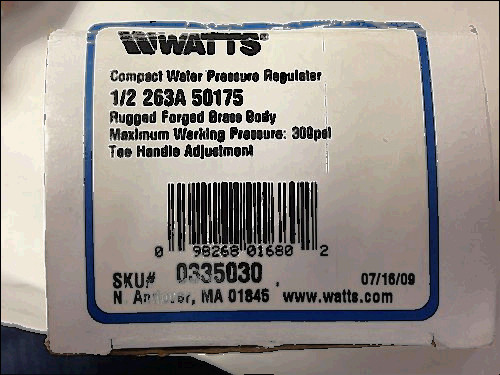 WATTS
Compact Water Pressure Regulator
1/2 263A 50175
Rugged Forged Brass Body
Maximum Working Pressure: 300psi
Tee Handle Adjustment
0 98268 01680 2
SKU# 0335030
07/16/09
N. Andover, MA 01845 www.watts.com